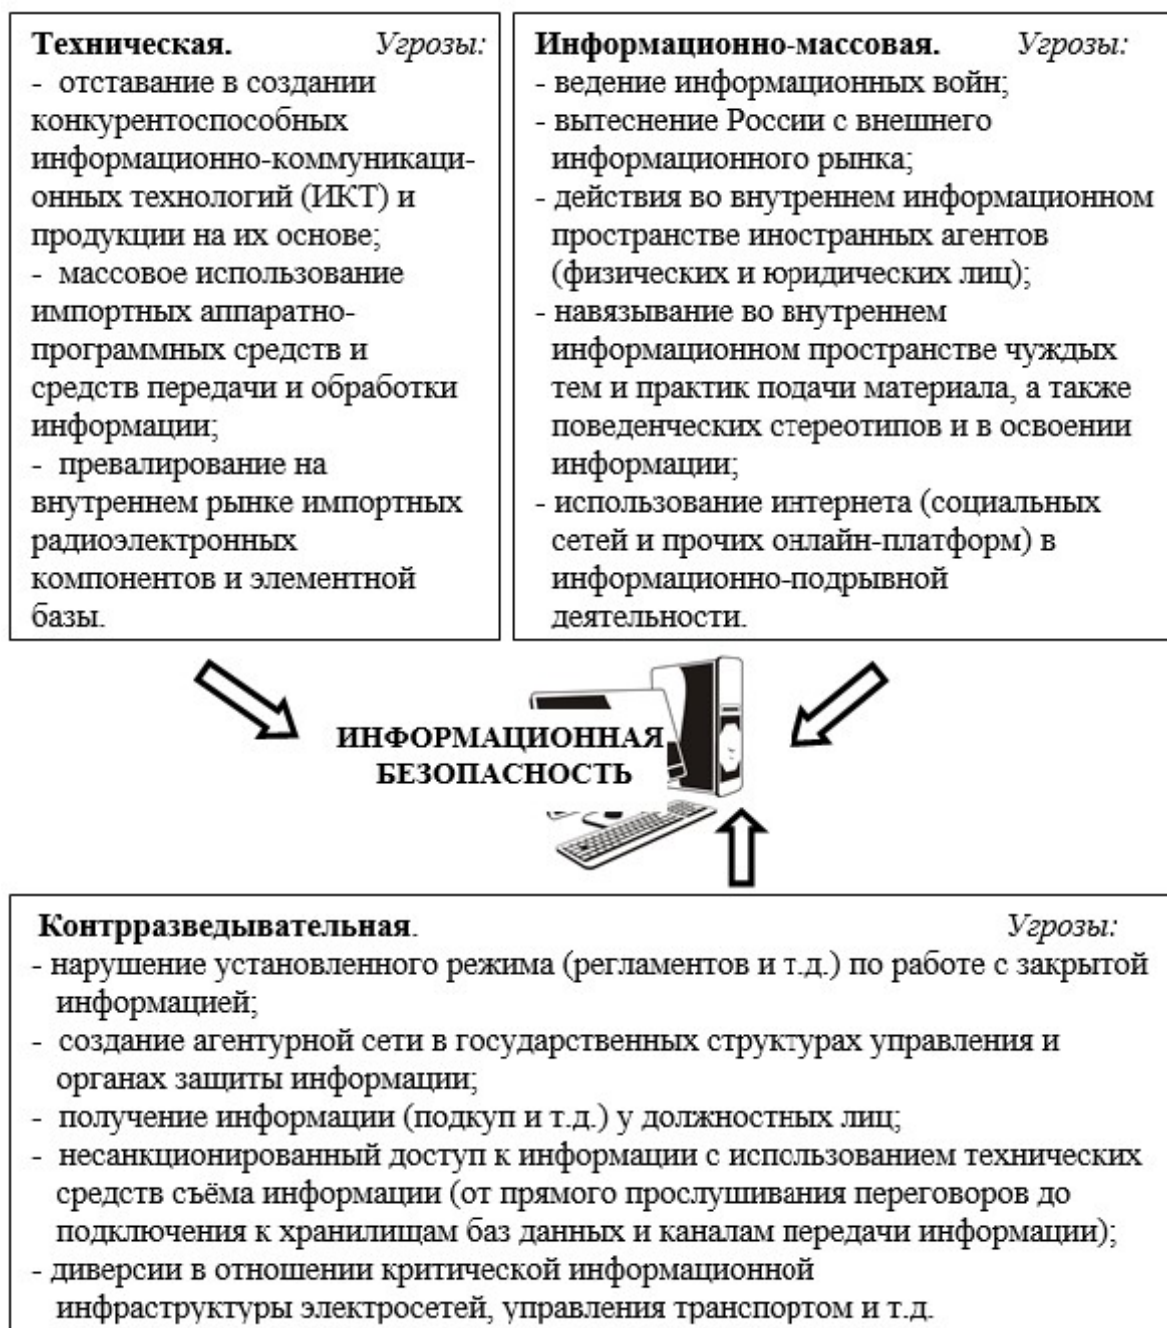 Техническая. Угрозы:
- отставание в создании
конкурентоспособных
информационно-коммуникаци-
онных технологий (ИКТ) и
продукции на их основе;
- массовое использование
импортных аппаратно-
программных средств и
средств передачи и обработки
информации;
- превалирование на
внутреннем рынке импортных
радиоэлектронных
компонентов и элементной
базы.
Информационно-массовая. Угрозы:
- ведение информационных войн;
- вытеснение России с внешнего
информационного рынка;
- действия во внутреннем информационном
пространстве иностранных агентов
(физических и юридических лиц);
- навязывание во внутреннем
информационном пространстве чуждых
тем и практик подачи материала, а также
поведенческих стереотипов и в освоении
информации;
- использование интернета (социальных
сетей и прочих онлайн-платформ) в
информационно-подрывной
деятельности.
ИНФОРМАЦИОННАЯ
БЕЗОПАСНОСТЬ
Контрразведывательная. Угрозы:
- нарушение установленного режима (регламентов и т.д.) по работе с закрытой
информацией;
- создание агентурной сети в государственных структурах управления и
органах защиты информации;
- получение информации (подкуп и т.д.) у должностных лиц;
- несанкционированный доступ к информации с использованием технических
средств съёма информации (от прямого прослушивания переговоров до
подключения к хранилищам баз данных и каналам передачи информации);
- диверсии в отношении критической информационной
инфраструктуры электросетей, управления транспортом и т.д.